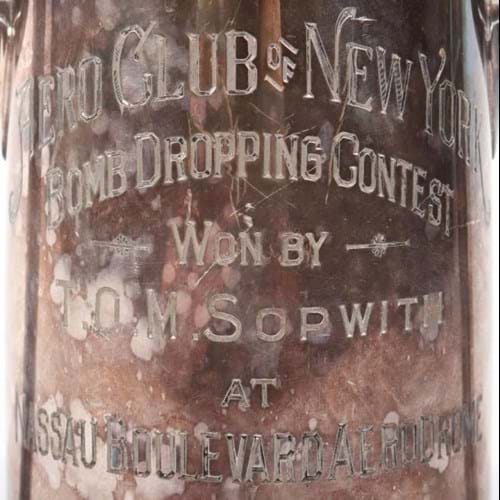 AERO CLUB OF NEW YORK
BOMB DROPPING CONTEST
WON BY
T.O.M. SOPWITH
AT
NASSAU BOULEVARD AERODROME